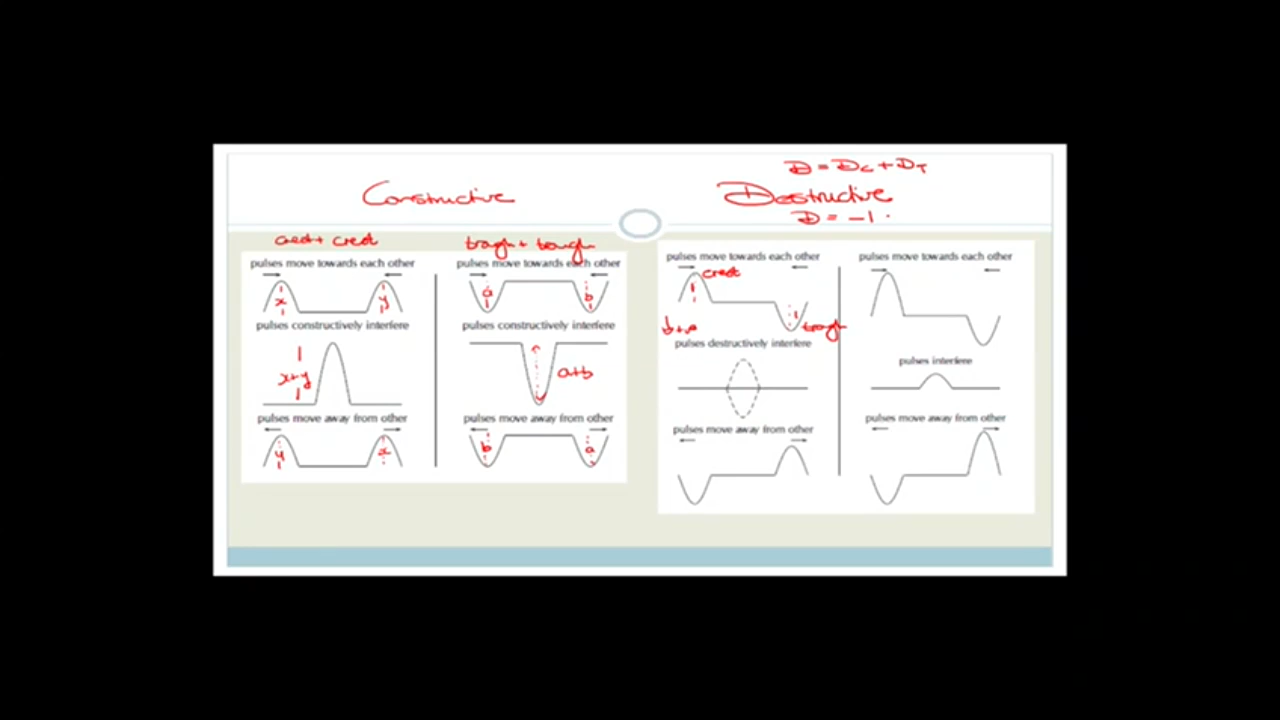 D = Dc + DT
Constructive
Destructive
D = -1
crest + crest
trough + trough
pulses move towards each other
pulses move towards each other
pulses move towards each other
pulses move towards each other
x
y
a
b
crest
1
1
trough
pulses constructively interfere
pulses constructively interfere
pulses destructively interfere
pulses interfere
x+y
a+b
pulses move away from other
pulses move away from other
pulses move away from other
pulses move away from other
y
x
b
a